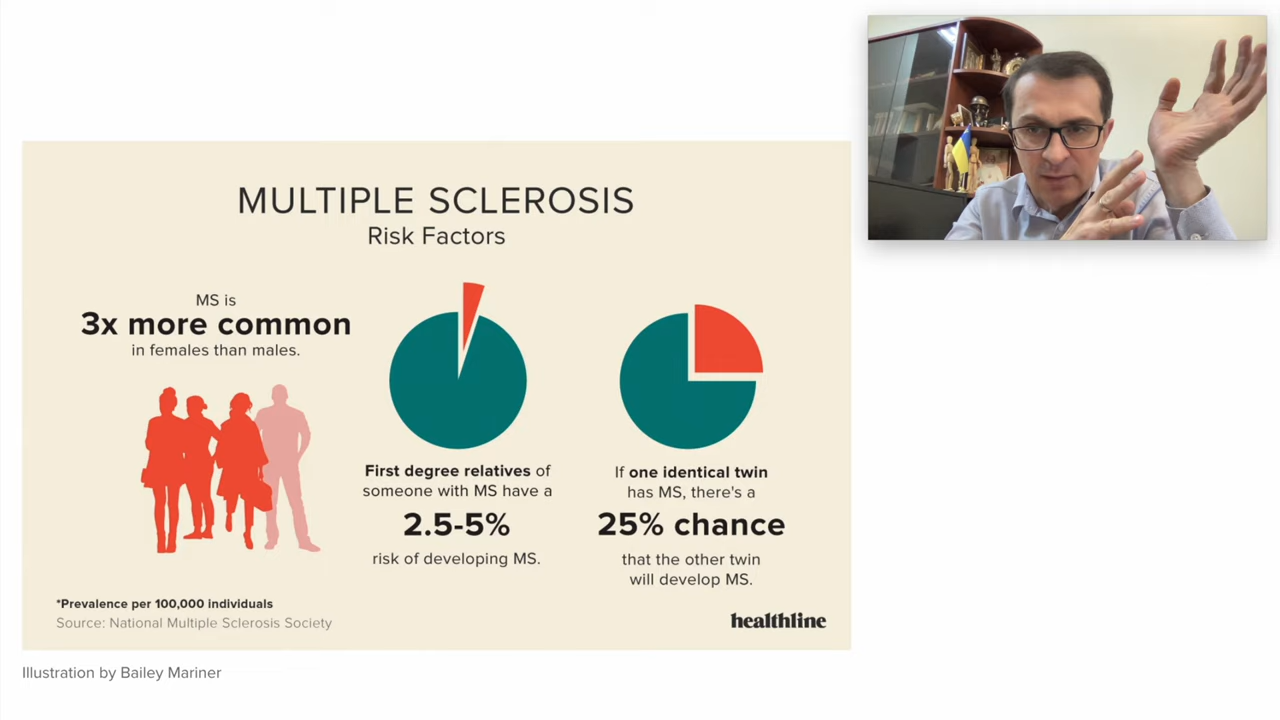 MULTIPLE SCLEROSIS
Risk Factors
MS is
3x more common
in females than males.
First degree relatives of
someone with MS have a
2.5-5%
risk of developing MS.
If one identical twin
has MS, there's a
25% chance
that the other twin
will develop MS.
*Prevalence per 100,000 individuals
Source: National Multiple Sclerosis Society
healthline
Illustration by Bailey Mariner